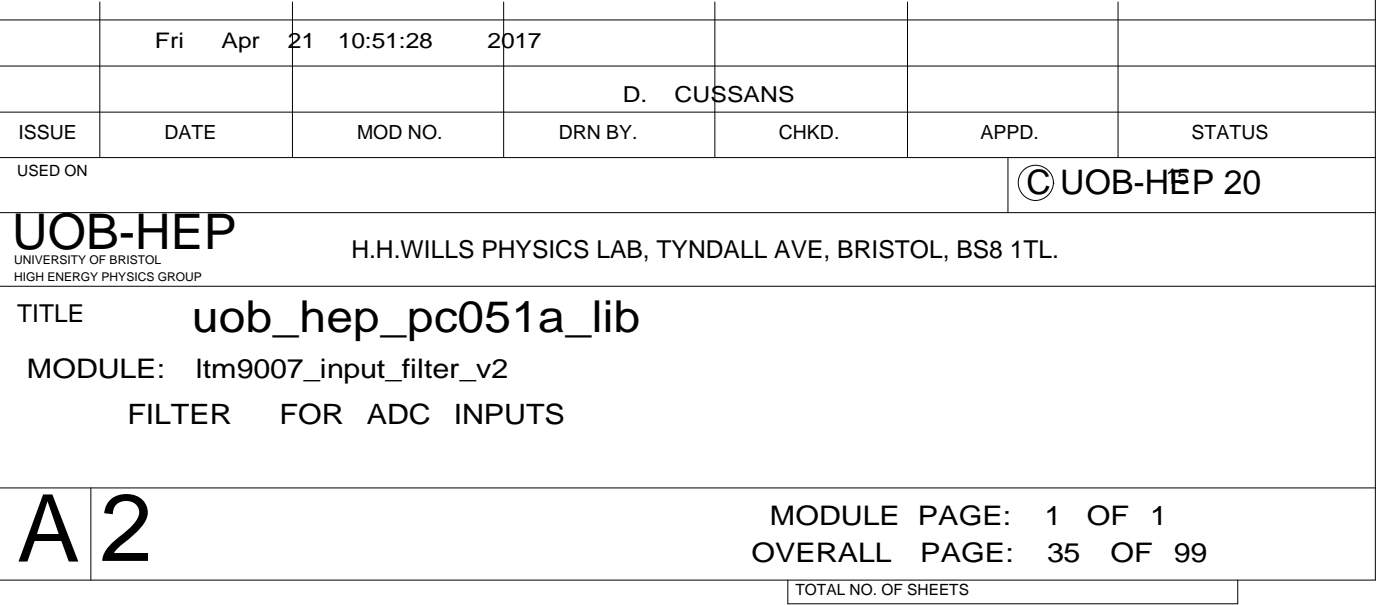 Fri Apr 21 10:51:28 2017
D. CUSSANS
ISSUE DATE MOD NO. DRN BY. CHKD. APPD. STATUS
USED ON
© UOB-HEP 20 15
UOB-HEP
UNIVERSITY OF BRISTOL
HIGH ENERGY PHYSICS GROUP
H.H.WILLS PHYSICS LAB, TYNDALL AVE, BRISTOL, BS8 1TL.
TITLE uob_hep_pc051a_lib
MODULE: ltm9007_input_filter_v2
FILTER FOR ADC INPUTS
A 2
MODULE PAGE: 1 OF 1
OVERALL PAGE: 35 OF 99
TOTAL NO. OF SHEETS